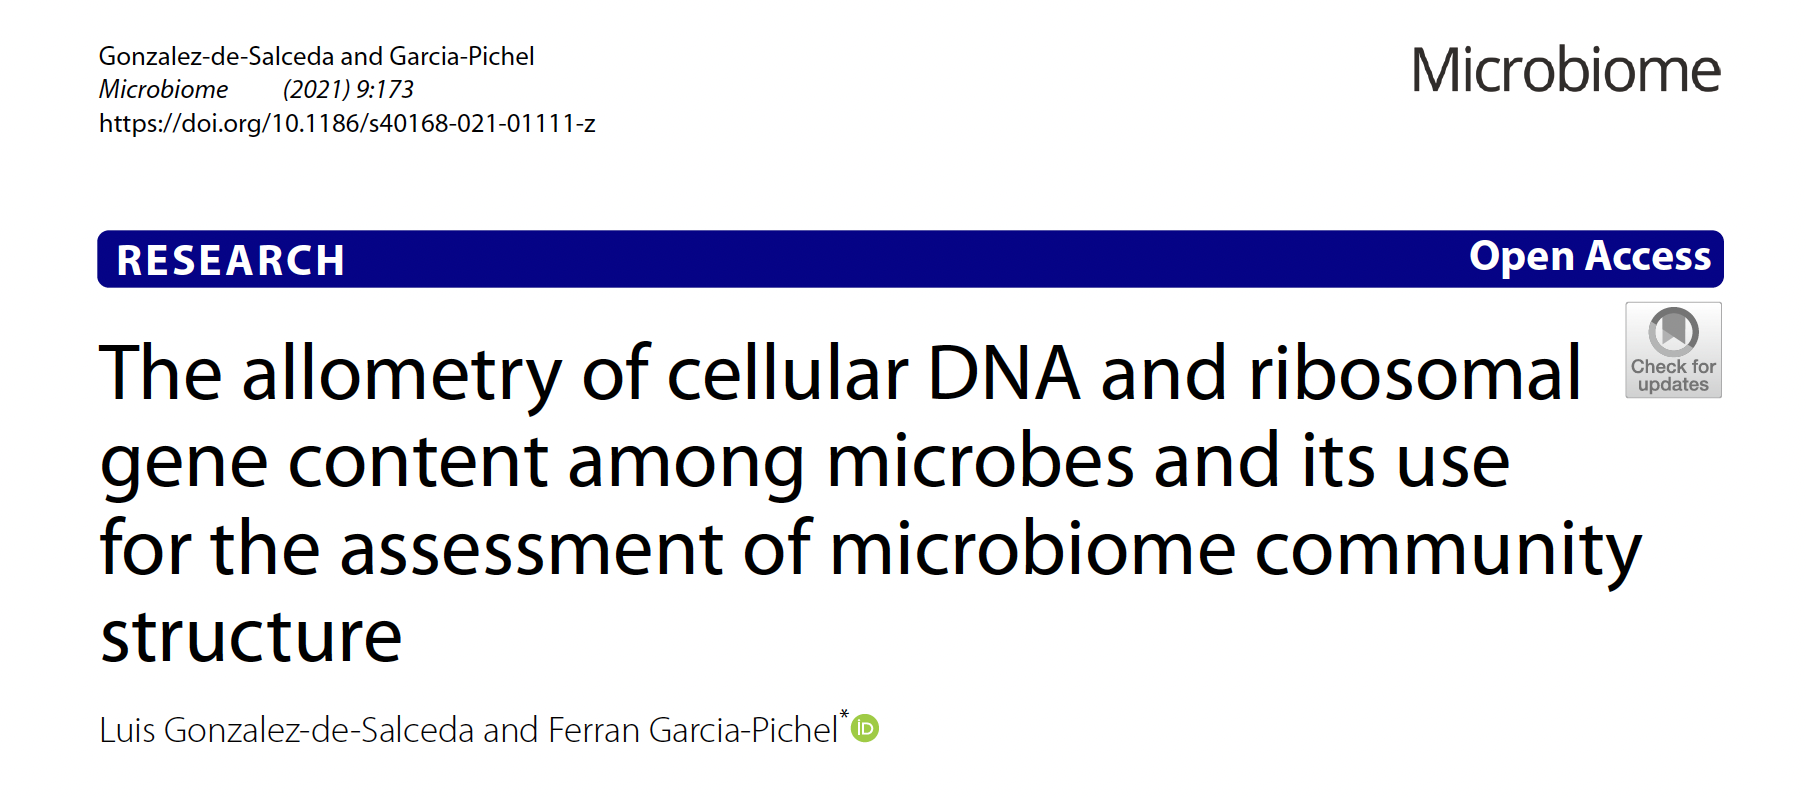 Gonzalez-de-Salceda and Garcia-Pichel
Microbiome (2021) 9:173
https://doi.org/10.1186/s40168-021-01111-z
Microbiome
RESEARCH
Open Access
The allometry of cellular DNA and ribosomal
gene content among microbes and its use
for the assessment of microbiome community
structure
Check for
updates
Luis Gonzalez-de-Salceda and Ferran Garcia-Pichel*
iD